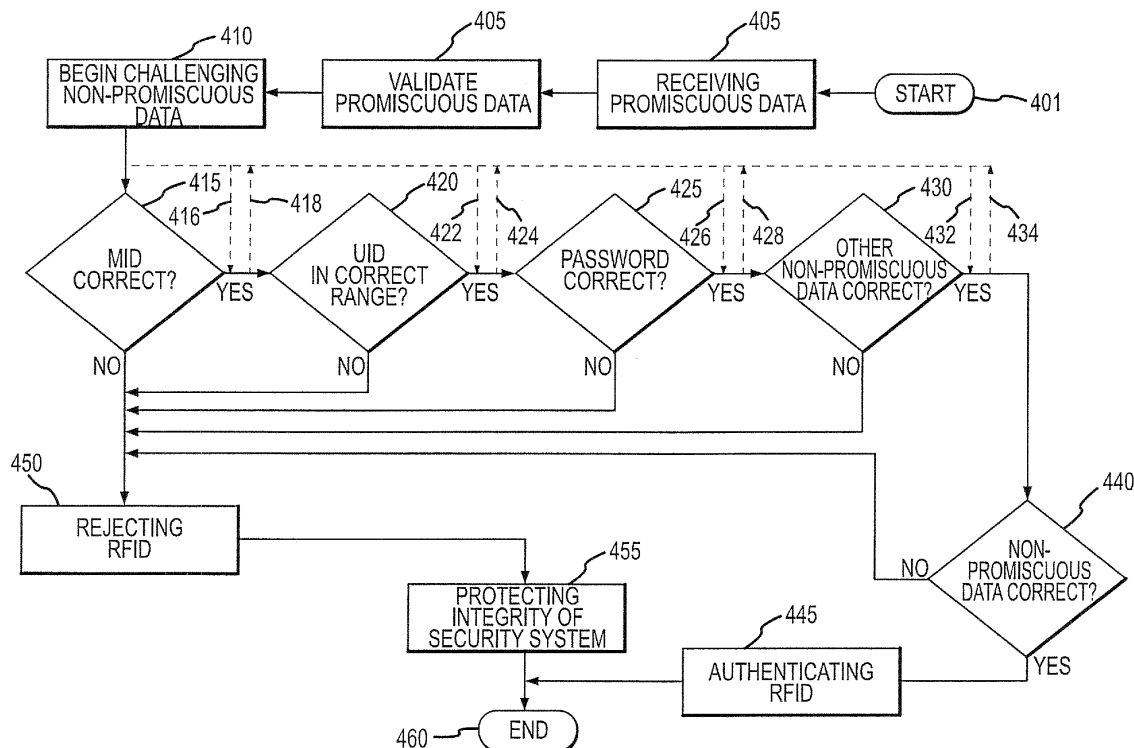 410
405
405
BEGIN CHALLENGING
NON-PROMISCUOUS
DATA
VALIDATE
PROMISCUOUS DATA
RECEIVING
PROMISCUOUS DATA
START
401
415
416
418
MID
CORRECT?
YES
NO
420
422
424
UID
IN CORRECT
RANGE?
YES
NO
425
426
428
PASSWORD
CORRECT?
YES
NO
430
432
434
OTHER
NON-PROMISCUOUS
DATA CORRECT?
YES
NO
450
REJECTING
RFID
440
NON-
PROMISCUOUS
DATA CORRECT?
NO
YES
455
PROTECTING
INTEGRITY OF
SECURITY SYSTEM
445
AUTHENTICATING
RFID
460
END